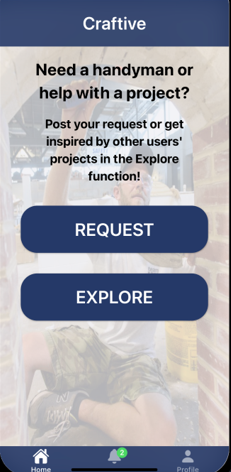 Craftive
Need a handyman or
help with a project?
Post your request or get
inspired by other users'
projects in the Explore
function!
REQUEST
EXPLORE
2
Home
Profile